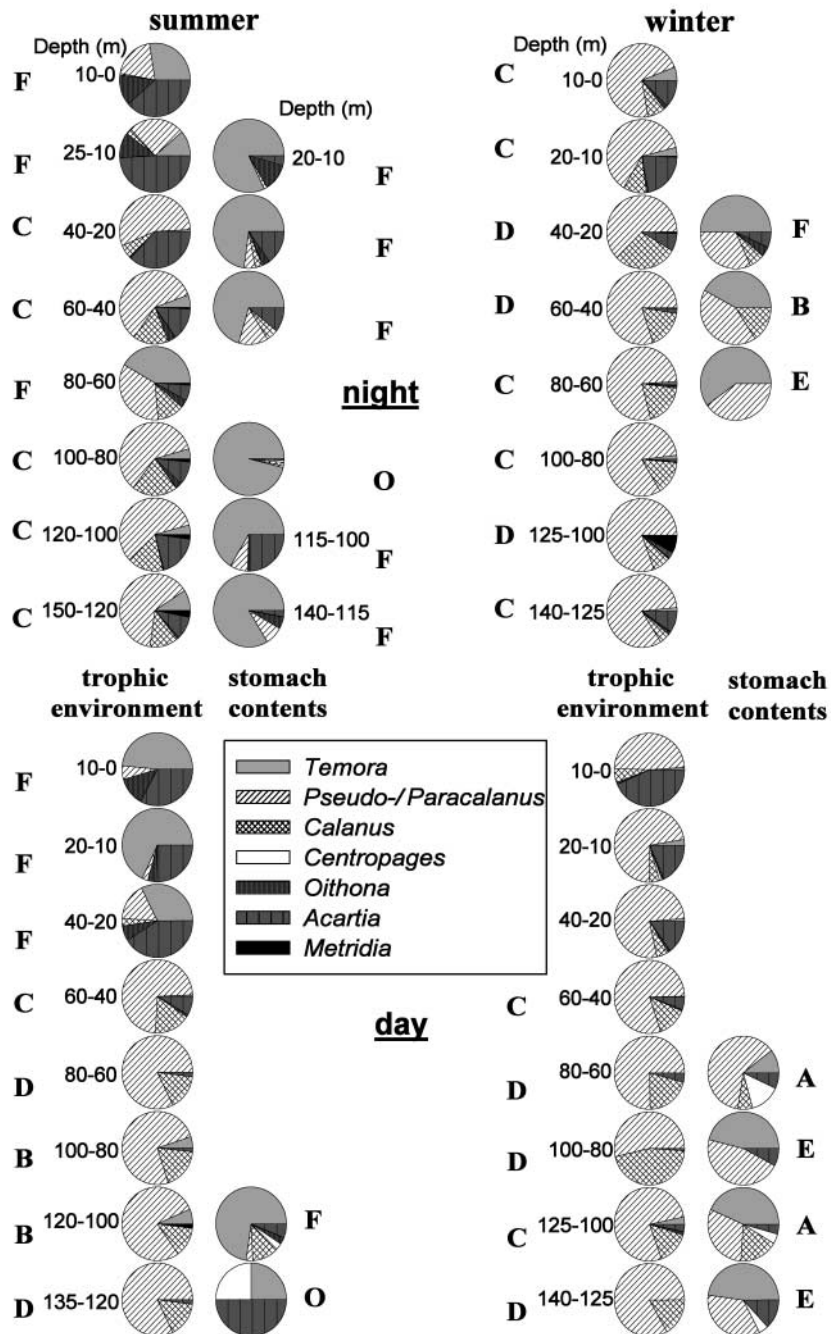 summer
winter
Depth (m)
Depth (m)
F 10-0
C 10-0
Depth (m)
F 25-10
20-10 F
C 20-10
C 40-20
F
D 40-20
F
C 60-40
F
D 60-40
B
F 80-60
night
C 80-60
E
C 100-80
O
C 100-80
C 120-100
115-100 F
D 125-100
C 150-120
140-115 F
C 140-125
trophic environment
stomach contents
trophic environment
stomach contents
F 10-0
10-0
F 20-10
20-10
F 40-20
40-20
Temora
Pseudo-/Paracalanus
Calanus
Centropages
Oithona
Acartia
Metridia
C 60-40
day
C 60-40
D 80-60
D 80-60
A
B 100-80
D 100-80
E
B 120-100
F
C 125-100
A
D 135-120
O
D 140-125
E